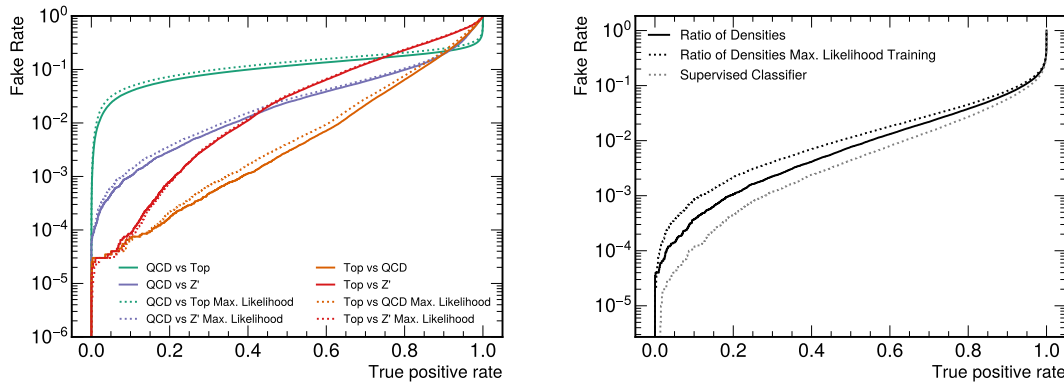 Fake Rate
10^0
10^-1
10^-2
10^-3
10^-4
10^-5
10^-6
QCD vs Top
QCD vs Z'
QCD vs Top Max. Likelihood
QCD vs Z' Max. Likelihood
Top vs QCD
Top vs Z'
Top vs QCD Max. Likelihood
Top vs Z' Max. Likelihood
0.0 0.2 0.4 0.6 0.8 1.0
True positive rate
Fake Rate
10^0
10^-1
10^-2
10^-3
10^-4
10^-5
Ratio of Densities
Ratio of Densities Max. Likelihood Training
Supervised Classifier
0.0 0.2 0.4 0.6 0.8 1.0
True positive rate